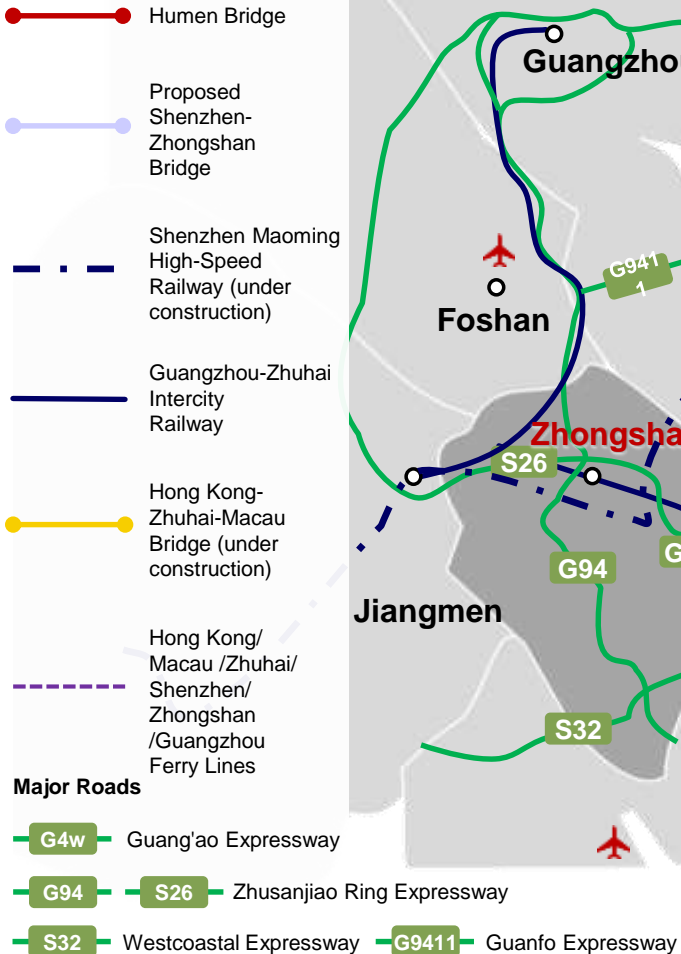 Humen Bridge
Proposed
Shenzhen-
Zhongshan
Bridge
Shenzhen Maoming
High-Speed
Railway (under
construction)
Guangzhou-Zhuhai
Intercity
Railway
Hong Kong-
Zhuhai-Macau
Bridge (under
construction)
Hong Kong/
Macau /Zhuhai/
Shenzhen/
Zhongshan
/Guangzhou
Ferry Lines
Major Roads
G4w Guang'ao Expressway
G94 S26 Zhusanjiao Ring Expressway
S32 Westcoastal Expressway G9411 Guanfo Expressway
Guangzhou
G941
1
Foshan
Zhongsha
S26
G
G94
Jiangmen
S32